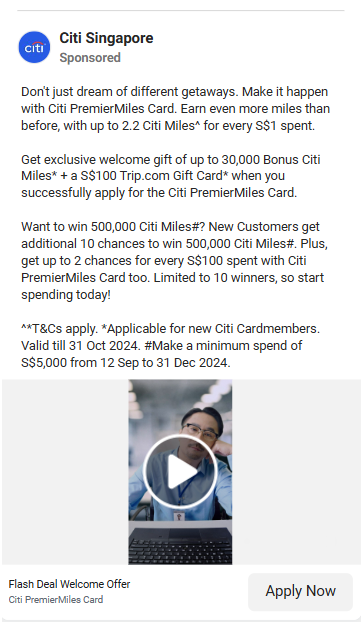 citi
Citi Singapore
Sponsored
Don't just dream of different getaways. Make it happen
with Citi PremierMiles Card. Earn even more miles than
before, with up to 2.2 Citi Miles^ for every S$1 spent.
Get exclusive welcome gift of up to 30,000 Bonus Citi
Miles* + a S$100 Trip.com Gift Card* when you
successfully apply for the Citi PremierMiles Card.
Want to win 500,000 Citi Miles#? New Customers get
additional 10 chances to win 500,000 Citi Miles#. Plus,
get up to 2 chances for every S$100 spent with Citi
PremierMiles Card too. Limited to 10 winners, so start
spending today!
^*T&Cs apply. *Applicable for new Citi Cardmembers.
Valid till 31 Oct 2024. #Make a minimum spend of
S$5,000 from 12 Sep to 31 Dec 2024.
Flash Deal Welcome Offer
Citi PremierMiles Card
Apply Now